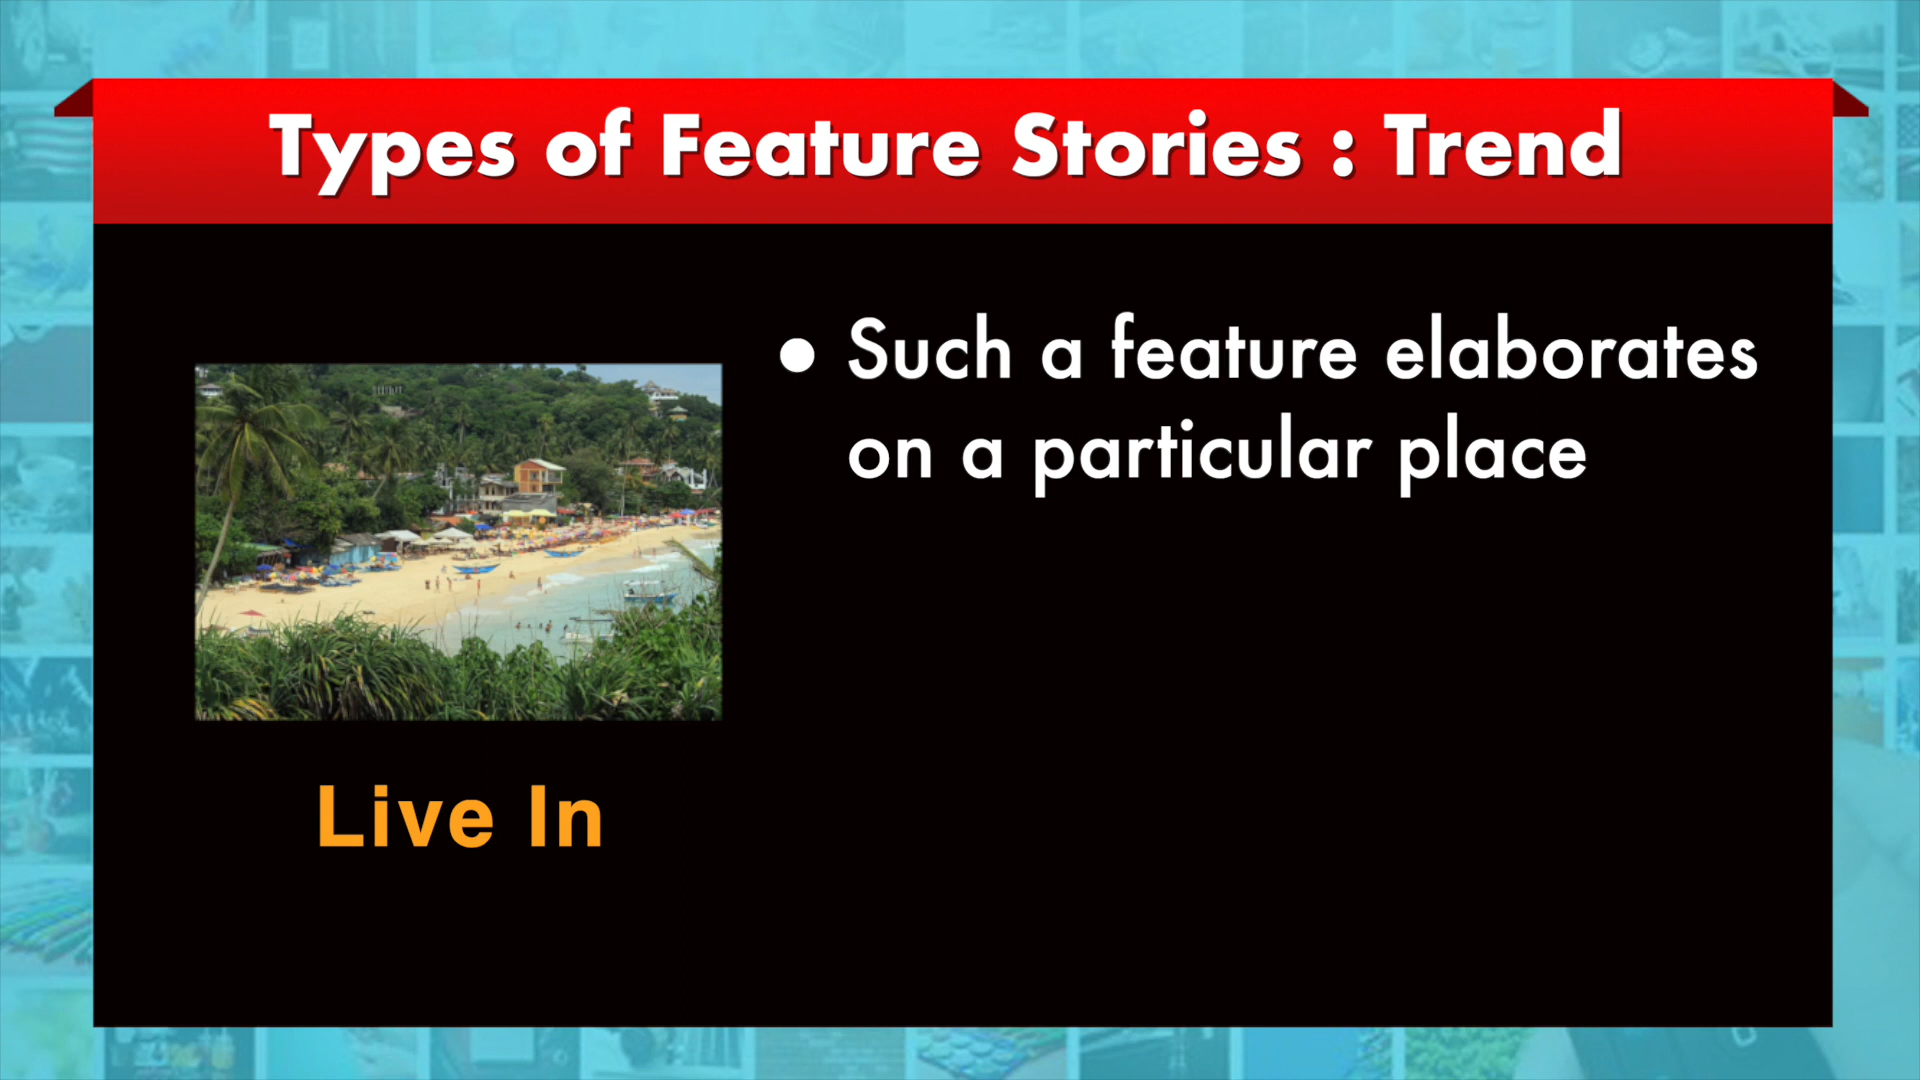 Types of Feature Stories : Trend
● Such a feature elaborates
on a particular place
Live In